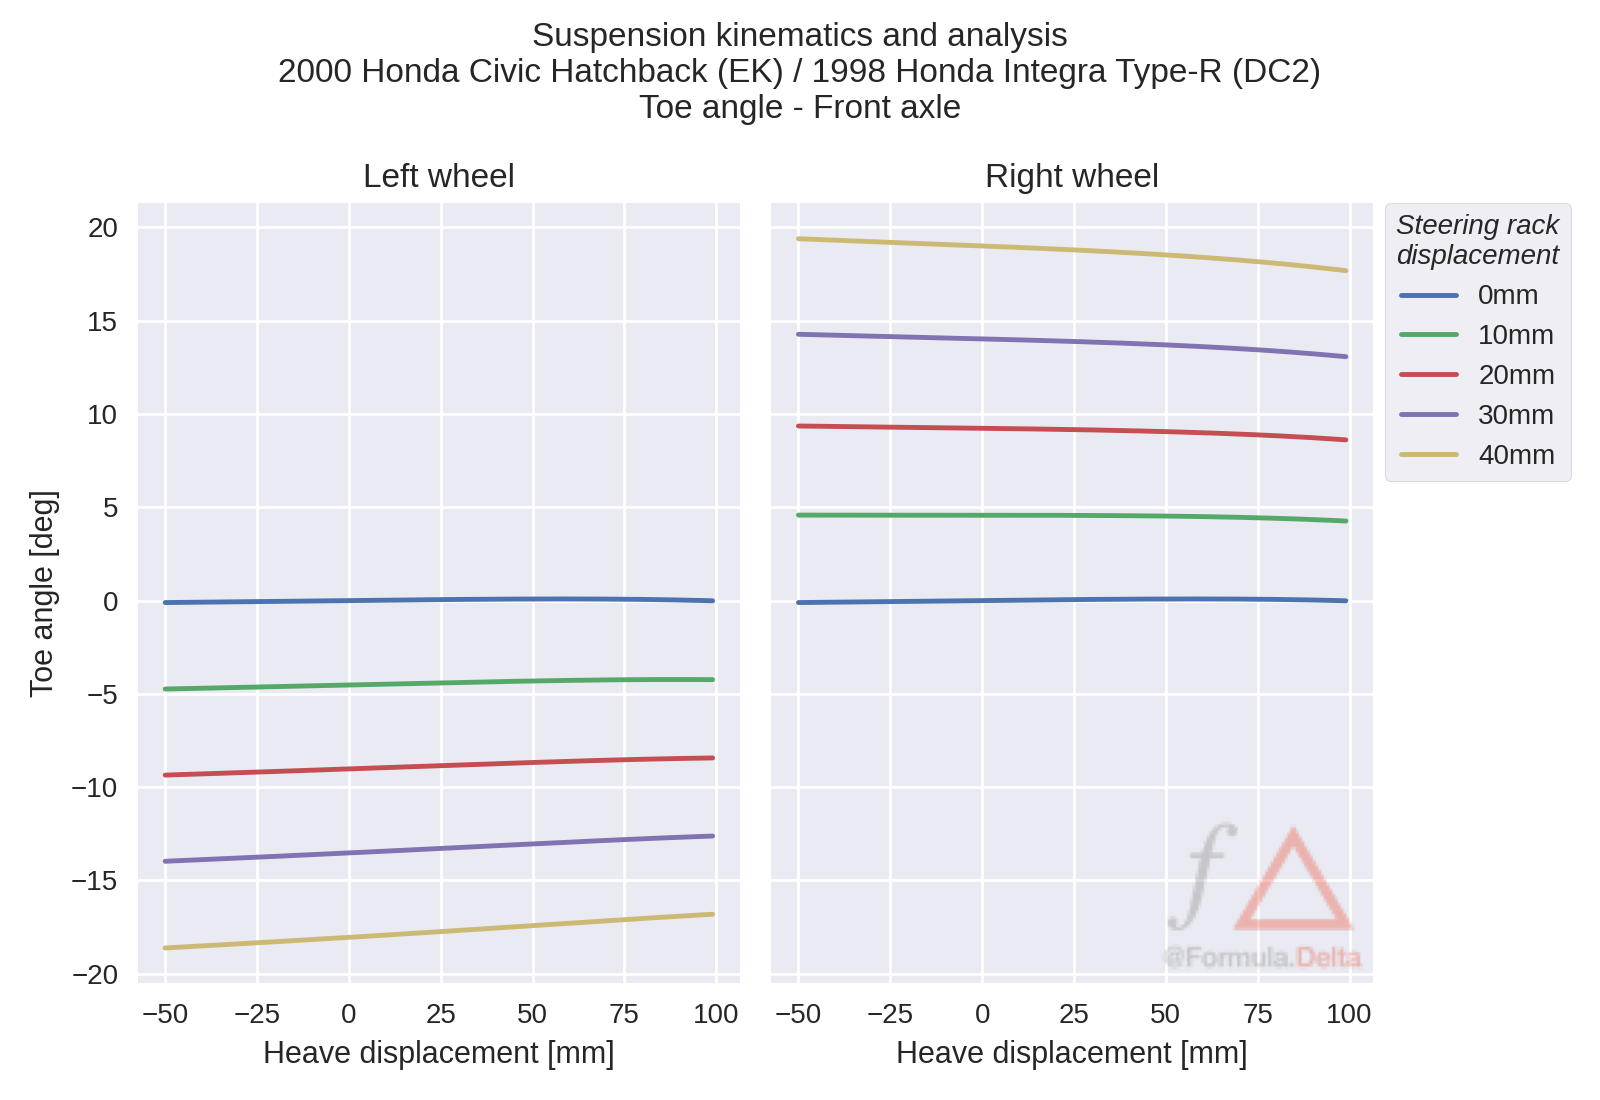 Suspension kinematics and analysis
2000 Honda Civic Hatchback (EK) / 1998 Honda Integra Type-R (DC2)
Toe angle - Front axle
Left wheel
Right wheel
Toe angle [deg]
20
15
10
5
0
−5
−10
−15
−20
−50 −25 0 25 50 75 100
−50 −25 0 25 50 75 100
Heave displacement [mm]
Heave displacement [mm]
Steering rack
displacement
0mm
10mm
20mm
30mm
40mm
f
@Formula.Delta